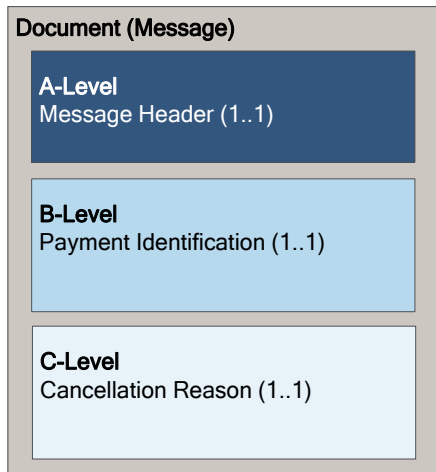 Document (Message)
A-Level
Message Header (1..1)
B-Level
Payment Identification (1..1)
C-Level
Cancellation Reason (1..1)